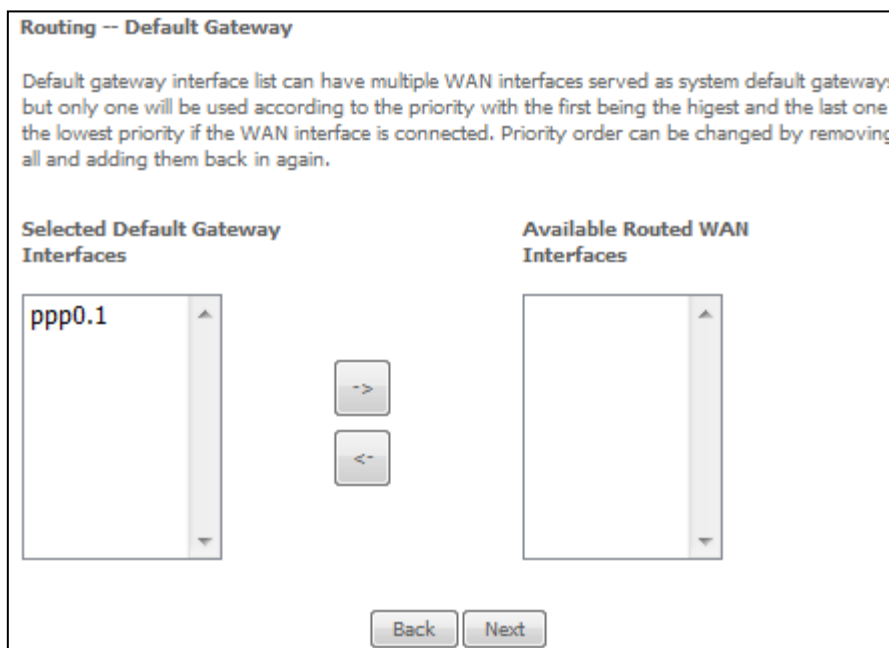 Routing -- Default Gateway
Default gateway interface list can have multiple WAN interfaces served as system default gateways
but only one will be used according to the priority with the first being the higest and the last one
the lowest priority if the WAN interface is connected. Priority order can be changed by removing
all and adding them back in again.
Selected Default Gateway
Interfaces
Available Routed WAN
Interfaces
ppp0.1
->
<-
Back Next